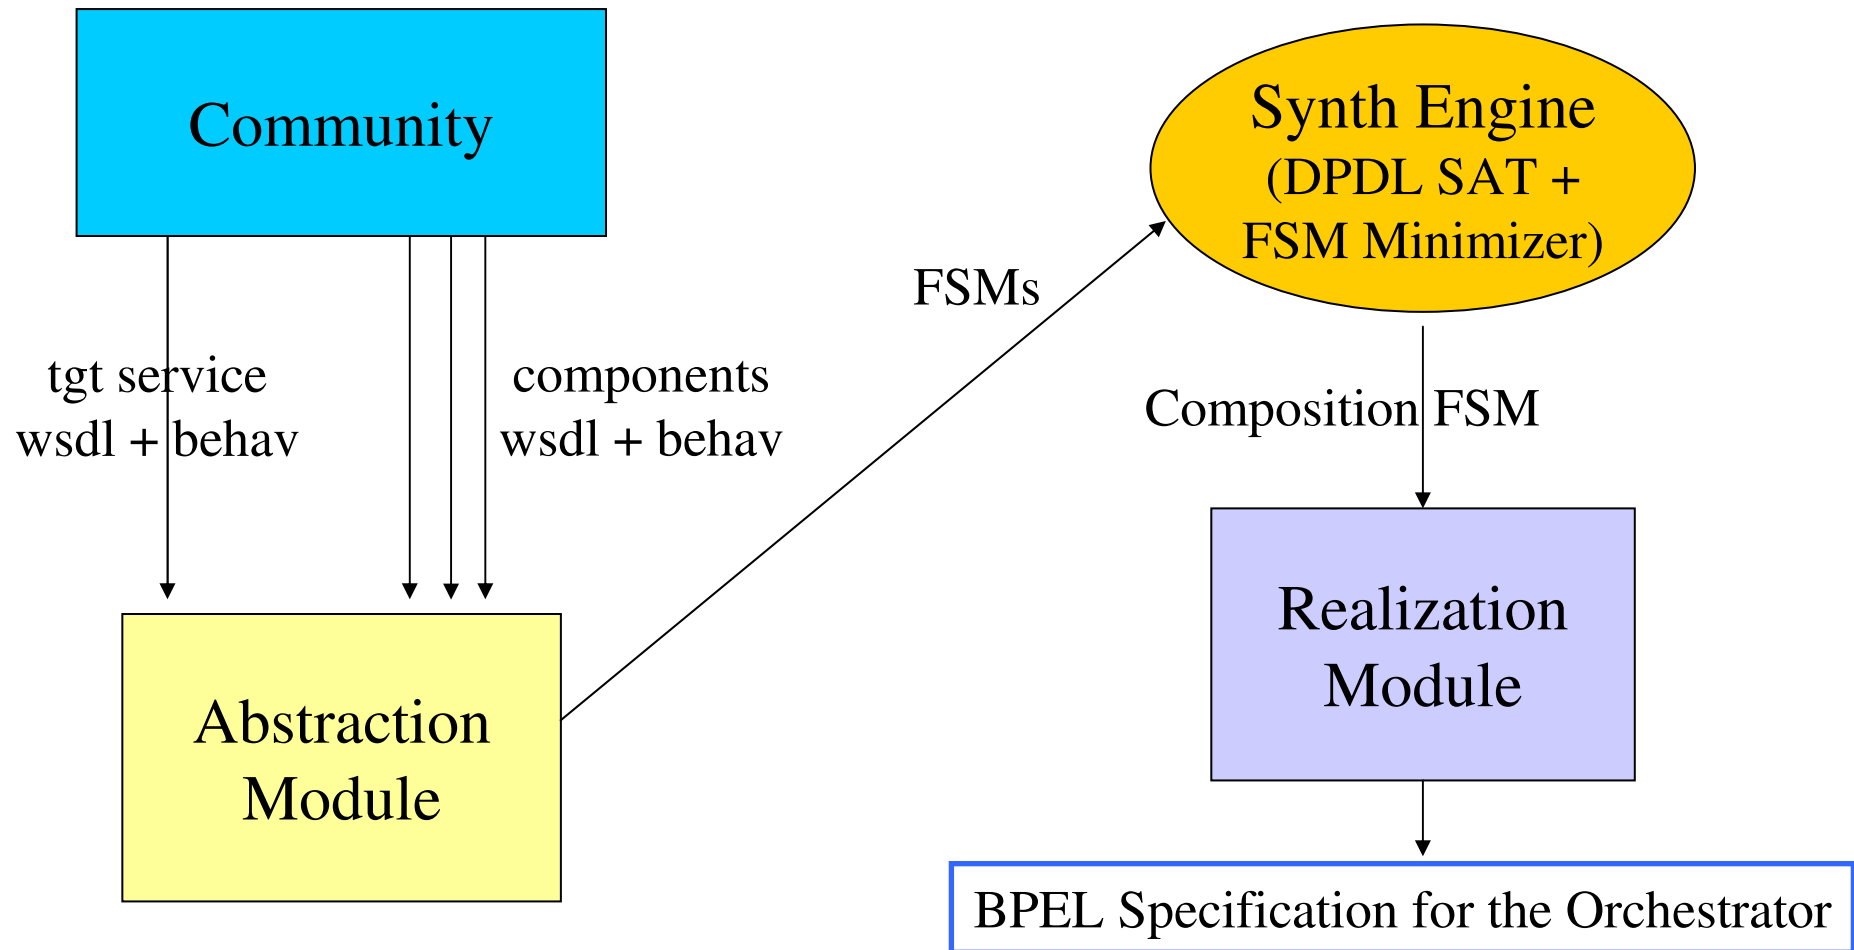 Community
tgt service
wsdl + behav
components
wsdl + behav
Abstraction
Module
FSMs
Synth Engine
(DPDL SAT +
FSM Minimizer)
Composition FSM
Realization
Module
BPEL Specification for the Orchestrator